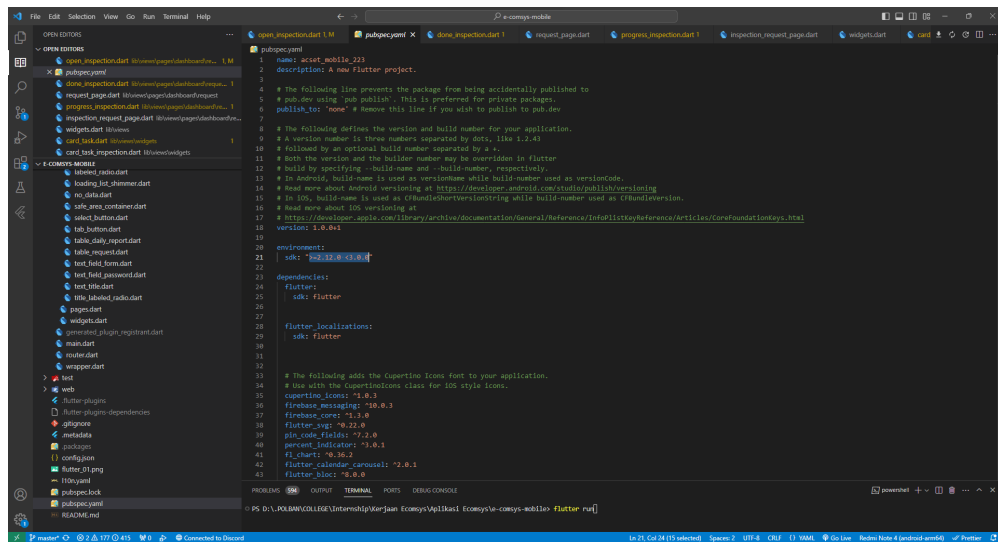 File Edit Selection View Go Run Terminal Help
e-comsys-mobile
OPEN EDITORS
OPEN EDITORS
open_inspection.dart lib\views\pages\dashboard\re... 1, M
pubspec.yaml
done_inspection.dart lib\views\pages\dashboard\reque... 1
request_page.dart lib\views\pages\dashboard\request
progress_inspection.dart lib\views\pages\dashboard\re... 1
inspection_request_page.dart lib\views\pages\dashboard\re...
widgets.dart lib\views
card_task.dart lib\views\widgets 1
card_task_inspection.dart lib\views\widgets
E-COMSYS-MOBILE
labeled_radio.dart
loading_list_shimmer.dart
no_data.dart
safe_area_container.dart
select_button.dart
tab_button.dart
table_daily_report.dart
table_request.dart
text_field_form.dart
text_field_password.dart
text_title.dart
title_labeled_radio.dart
pages.dart
widgets.dart
generated_plugin_registrant.dart
main.dart
router.dart
wrapper.dart
test
web
.flutter-plugins
.flutter-plugins-dependencies
.gitignore
.metadata
.packages
config.json
flutter_01.png
l10n.yaml
pubspec.lock
pubspec.yaml
README.md
open_inspection.dart 1, M pubspec.yaml done_inspection.dart 1 request_page.dart progress_inspection.dart 1 inspection_request_page.dart widgets.dart card
pubspec.yaml
1 name: acset_mobile_223
2 description: A new Flutter project.
3
4 # The following line prevents the package from being accidentally published to
5 # pub.dev using `pub publish`. This is preferred for private packages.
6 publish_to: "none" # Remove this line if you wish to publish to pub.dev
7
8 # The following defines the version and build number for your application.
9 # A version number is three numbers separated by dots, like 1.2.43
10 # followed by an optional build number separated by a +.
11 # Both the version and the builder number may be overridden in flutter
12 # build by specifying --build-name and --build-number, respectively.
13 # In Android, build-name is used as versionName while build-number used as versionCode.
14 # Read more about Android versioning at https://developer.android.com/studio/publish/versioning
15 # In iOS, build-name is used as CFBundleShortVersionString while build-number used as CFBundleVersion.
16 # Read more about iOS versioning at
17 # https://developer.apple.com/library/archive/documentation/General/Reference/InfoPlistKeyReference/Articles/CoreFoundationKeys.html
18 version: 1.0.0+1
19
20 environment:
21 sdk: ">=2.12.0 <3.0.0"
22
23 dependencies:
24 flutter:
25 sdk: flutter
26
27
28 flutter_localizations:
29 sdk: flutter
30
31
32
33 # The following adds the Cupertino Icons font to your application.
34 # Use with the CupertinoIcons class for iOS style icons.
35 cupertino_icons: ^1.0.3
36 firebase_messaging: ^10.0.3
37 firebase_core: ^1.3.0
38 flutter_svg: ^0.22.0
39 pin_code_fields: ^7.2.0
40 percent_indicator: ^3.0.1
41 fl_chart: ^0.36.2
42 flutter_calendar_carousel: ^2.0.1
43 flutter_bloc: ^8.0.0
PROBLEMS 594 OUTPUT TERMINAL PORTS DEBUG CONSOLE powershell
PS D:\.POLBAN\COLLEGE\Internship\Kerjaan Ecomsys\Aplikasi Ecomsys\e-comsys-mobile> flutter run
master* 2 177 415 0 Connected to Discord Ln 21, Col 24 (15 selected) Spaces: 2 UTF-8 CRLF {} YAML Go Live Redmi Note 4 (android-arm64) Prettier